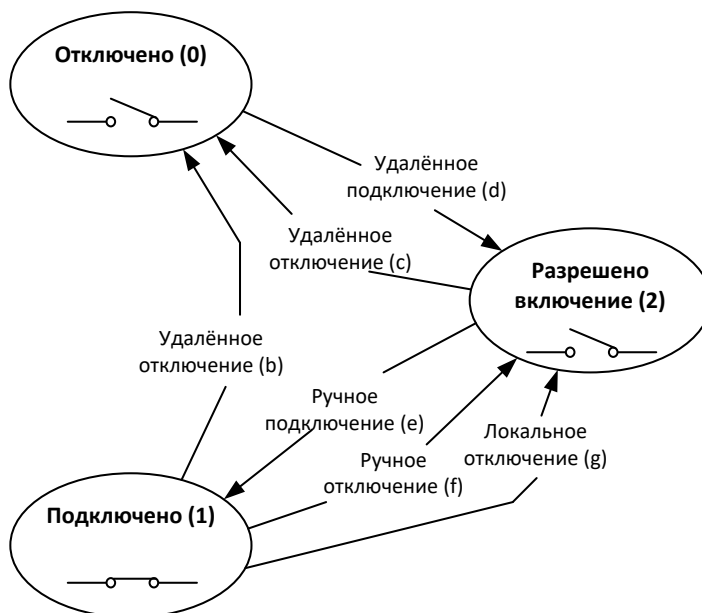 Отключено (0)
Удалённое
подключение (d)
Удалённое
отключение (c)
Разрешено
включение (2)
Удалённое
отключение (b)
Ручное
подключение (e)
Локальное
отключение (g)
Ручное
отключение (f)
Подключено (1)